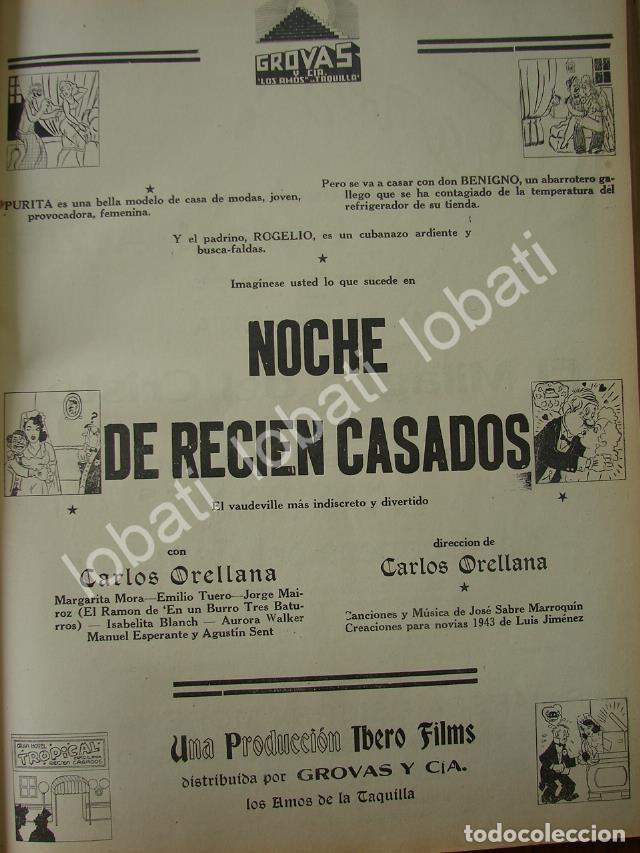 GROVAS
Y CIA.
"LOS AMOS" DE LA TAQUILLA"
PURITA es una bella modelo de casa de modas, joven,
provocadora, femenina.
Pero se va a casar con don BENIGNO, un abarrotero ga-
llego que se ha contagiado de la temperatura del
refrigerador de su tienda.
Y el padrino, ROGELIO, es un cubanazo ardiente y
busca-faldas.
Imagínese usted lo que sucede en
NOCHE
DE RECIEN CASADOS
El vaudeville más indiscreto y divertido
con
Carlos Orellana
Margarita Mora—Emilio Tuero—Jorge Mai-
roz (El Ramon de 'En un Burro Tres Batu-
rros) — Isabelita Blanch — Aurora Walker
Manuel Esperante y Agustín Sent
direccion de
Carlos Orellana
Canciones y Música de José Sabre Marroquín
Creaciones para novias 1943 de Luis Jiménez
GRAN HOTEL
TROPICAL
RECIEN CASADOS
Una Producción Ibero Films
distribuida por GROVAS Y CíA.
los Amos de la Taquilla
lobati lobati lobati
todocoleccion